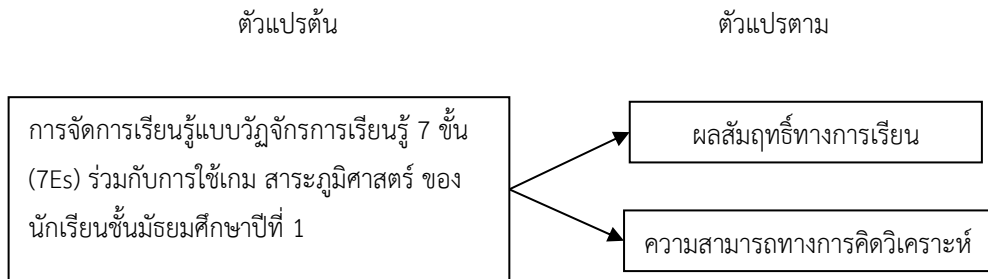 ตัวแปรต้น
ตัวแปรตาม
การจัดการเรียนรู้แบบวัฏจักรการเรียนรู้ 7 ขั้น
(7Es) ร่วมกับการใช้เกม สาระภูมิศาสตร์ ของ
นักเรียนชั้นมัธยมศึกษาปีที่ 1
ผลสัมฤทธิ์ทางการเรียน
ความสามารถทางการคิดวิเคราะห์